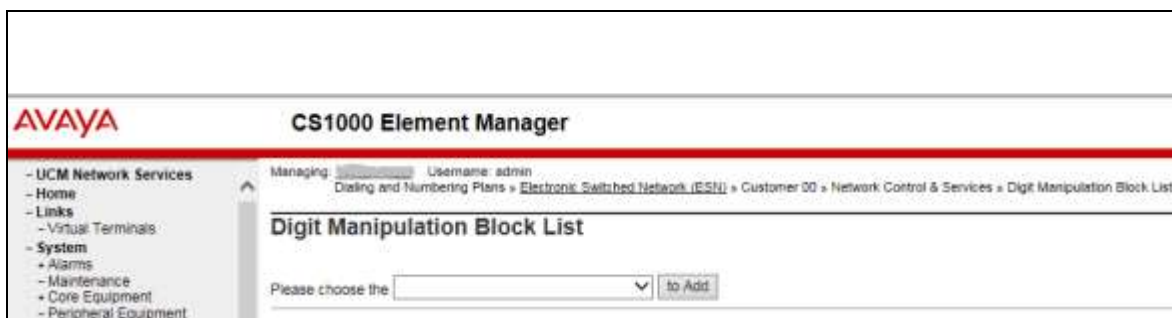 AVAYA
CS1000 Element Manager
- UCM Network Services
- Home
- Links
- Virtual Terminals
- System
+ Alarms
- Maintenance
+ Core Equipment
- Peripheral Equipment
Managing: Username: admin
Dialing and Numbering Plans » Electronic Switched Network (ESN) » Customer 00 » Network Control & Services » Digit Manipulation Block List
Digit Manipulation Block List
Please choose the
to Add